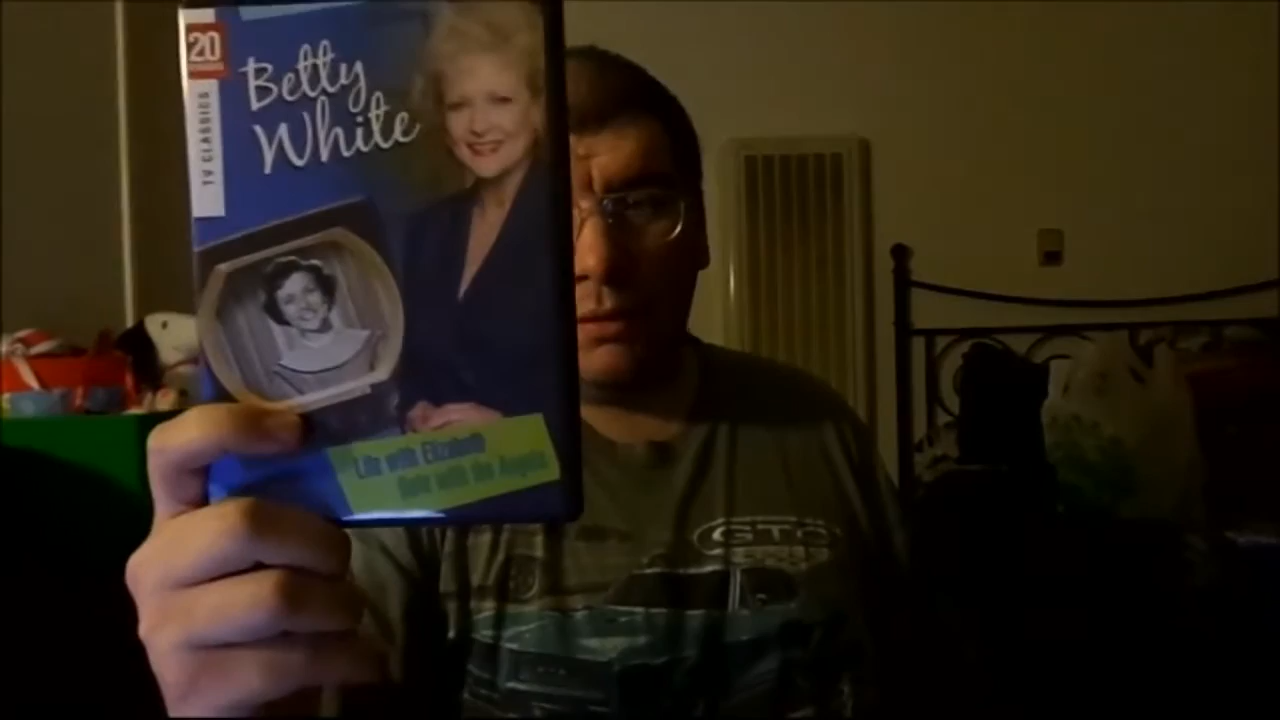 20
TV CLASSICS
Betty
White
Life with Elizabeth
Date with the Angels
GTO